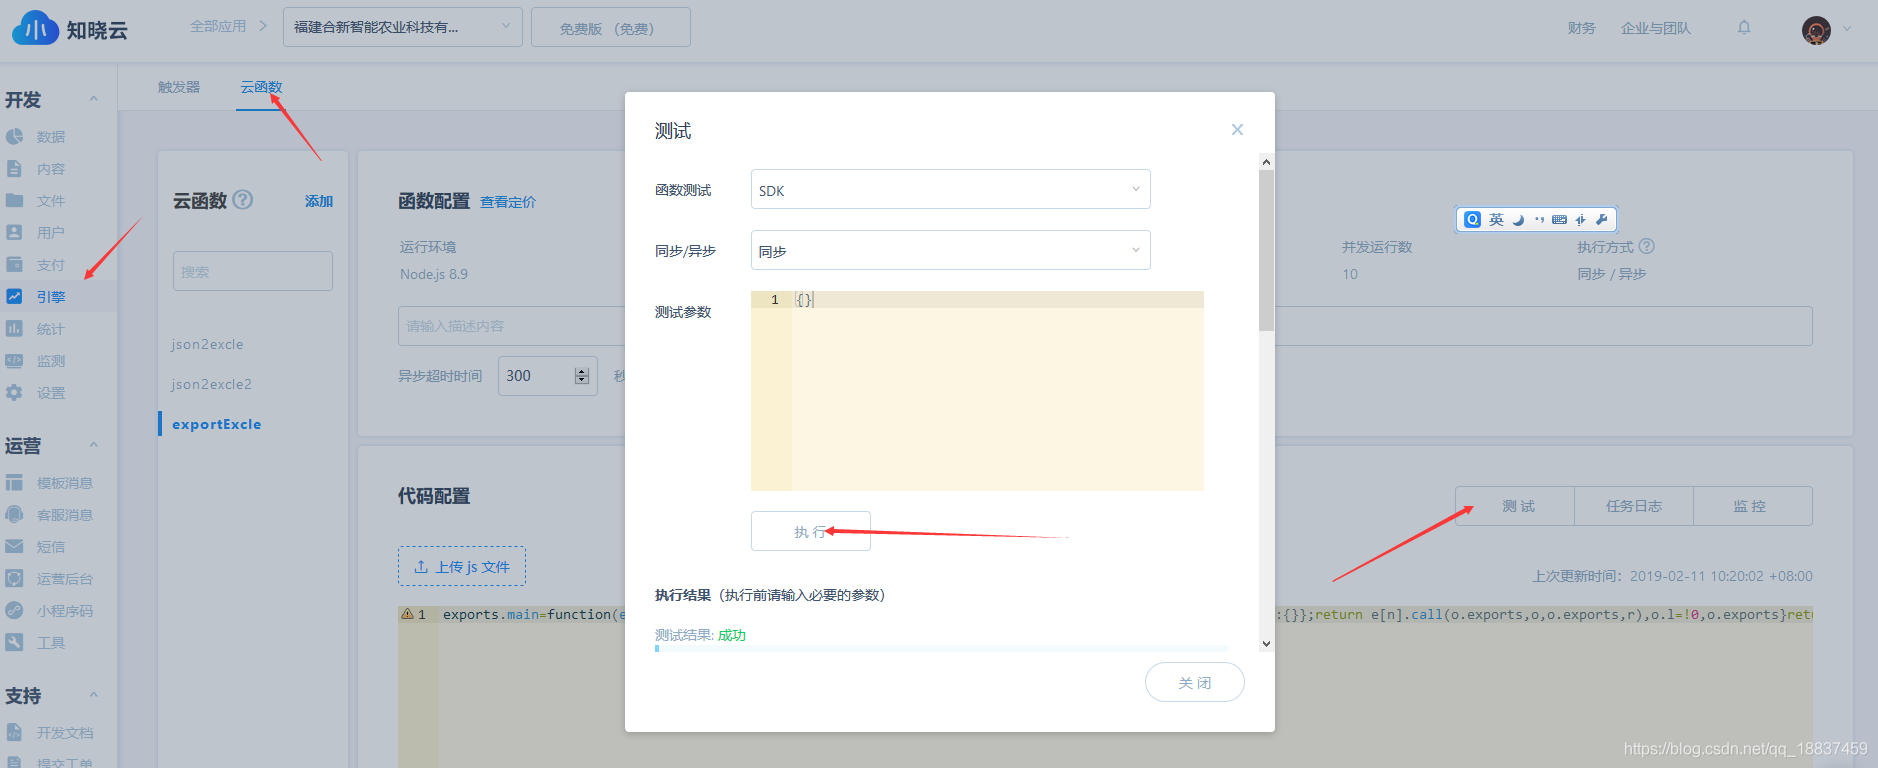 知晓云
全部应用
福建合新智能农业科技有...
免费版 （免费）
财务
企业与团队
触发器
云函数
开发
数据
内容
文件
用户
支付
引擎
统计
监测
设置
运营
模板消息
客服消息
短信
运营后台
小程序码
工具
支持
开发文档
提交工单
云函数
添加
搜索
json2excle
json2excle2
exportExcle
函数配置 查看定价
运行环境
Node.js 8.9
并发运行数
10
执行方式
同步 / 异步
请输入描述内容
异步超时时间
300
秒
代码配置
测 试
任务日志
监 控
上传 js 文件
上次更新时间：2019-02-11 10:20:02 +08:00
1 exports.main=function(e
:{}};return e[n].call(o.exports,o,o.exports,r),o.l=!0,o.exports}retu
测试
函数测试
SDK
同步/异步
同步
测试参数
1 {}
执 行
执行结果（执行前请输入必要的参数）
测试结果: 成功
关 闭
英
https://blog.csdn.net/qq_18837459